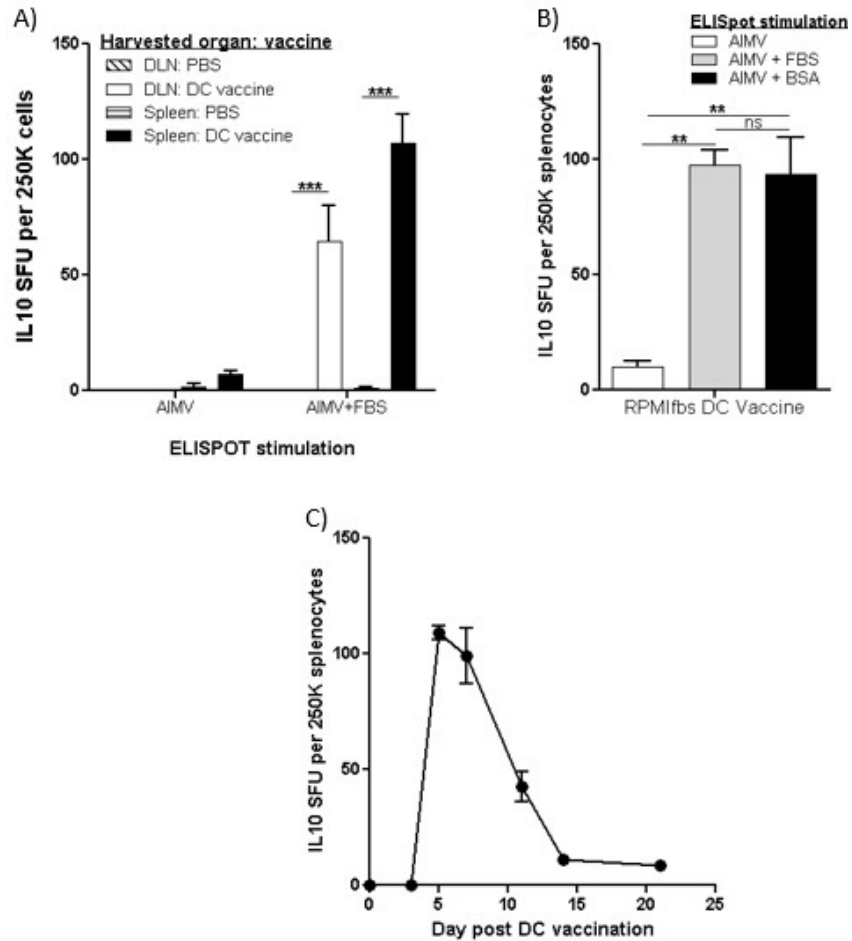 A)
IL10 SFU per 250K cells
150
100
50
0
Harvested organ: vaccine
DLN: PBS
DLN: DC vaccine
Spleen: PBS
Spleen: DC vaccine
***
***
AIMV
AIMV+FBS
ELISPOT stimulation
B)
IL10 SFU per 250K splenocytes
150
100
50
0
ELISpot stimulation
AIMV
AIMV + FBS
AIMV + BSA
**
ns
**
RPMIfbs DC Vaccine
C)
IL10 SFU per 250K splenocytes
150
100
50
0
0
5
10
15
20
25
Day post DC vaccination